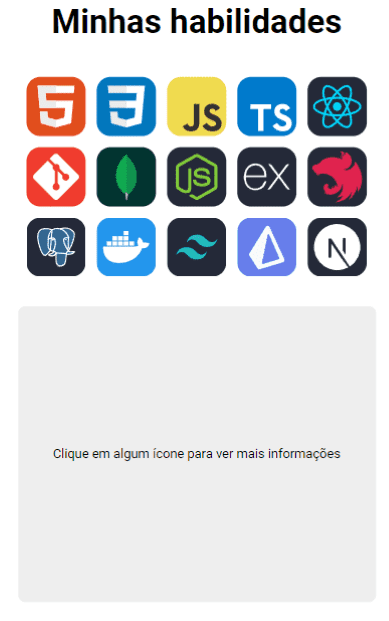 Minhas habilidades
5 3 JS TS
JS ex
N
Clique em algum ícone para ver mais informações